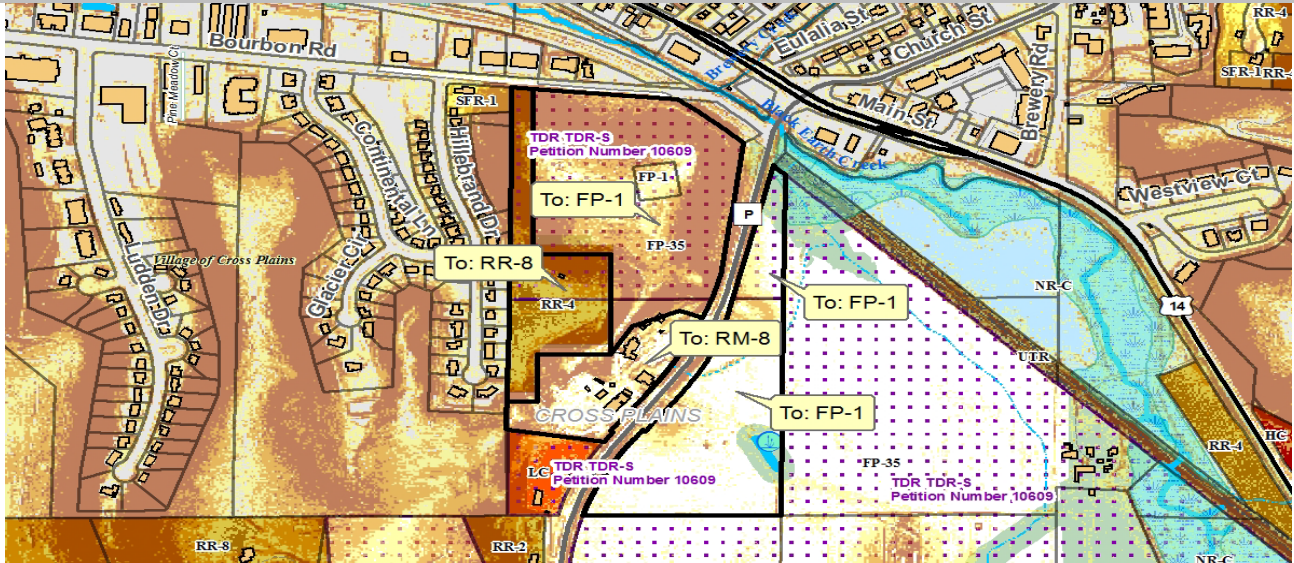 Bourbon Rd
Pine Meadow Ci
SFR-1
Continental Ln
Hillebrand Dr
Glacier Cir
Ludden Dr
Village of Cross Plains
TDR TDR-S
Petition Number 10609
FP-1
To: FP-1
FP-35
To: RR-8
RR-4
To: RM-8
CROSS PLAINS
P
To: FP-1
To: FP-1
LC
TDR TDR-S
Petition Number 10609
FP-35
TDR TDR-S
Petition Number 10609
Eulalia St
Church St
Main St
Brewery Rd
Black Earth Creek
Westview Ct
NR-C
UTR
14
RR-4
SFR-1
RR-4
HC
RR-8
RR-2
NR-C